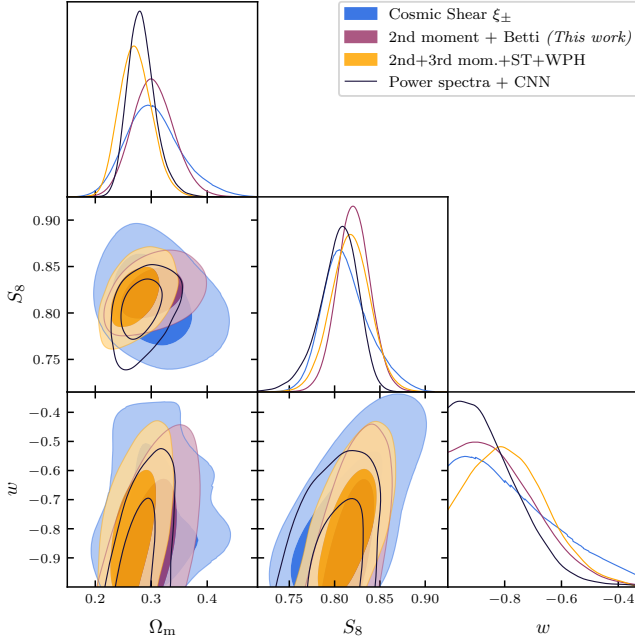 Cosmic Shear ξ±
2nd moment + Betti (This work)
2nd+3rd mom.+ST+WPH
Power spectra + CNN
0.90
0.85
0.80
0.75
S₈
−0.4
−0.5
−0.6
−0.7
−0.8
−0.9
w
0.2 0.3 0.4
0.75 0.80 0.85 0.90
−0.8 −0.6 −0.4
Ωₘ S₈ w